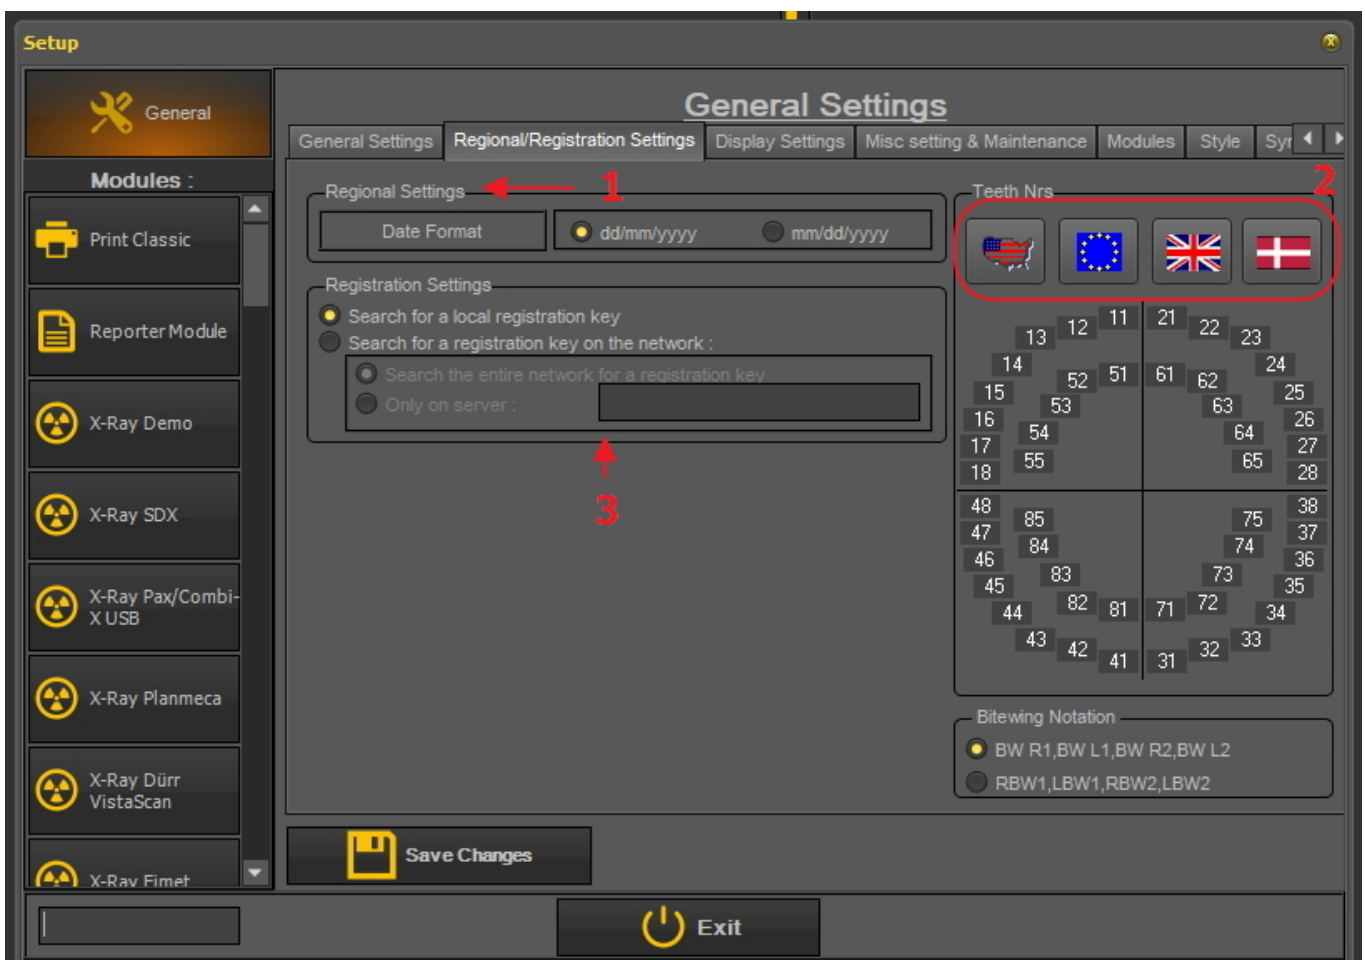 Setup
General
Modules :
Print Classic
Reporter Module
X-Ray Demo
X-Ray SDX
X-Ray Pax/Combi-
X USB
X-Ray Planmeca
X-Ray Dürr
VistaScan
X-Ray Fimet
General Settings
General Settings
Regional/Registration Settings
Display Settings
Misc setting & Maintenance
Modules
Style
Regional Settings
1
Date Format
dd/mm/yyyy
mm/dd/yyyy
Registration Settings
Search for a local registration key
Search for a registration key on the network :
Search the entire network for a registration key
Only on server :
3
Teeth Nrs
2
11 21
12 22
13 23
14 24
51 61
52 62
15 25
53 63
16 26
54 64
17 27
55 65
18 28
48 38
85 75
47 37
84 74
46 36
83 73
45 35
82 72
81 71
44 34
43 33
42 32
41 31
Bitewing Notation
BW R1,BW L1,BW R2,BW L2
RBW1,LBW1,RBW2,LBW2
Save Changes
Exit